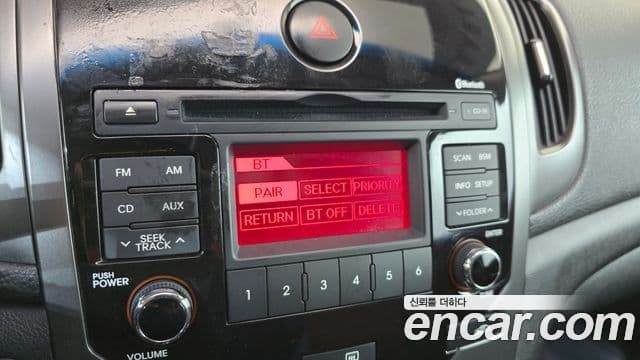 Bluetooth
CD-IN
FM AM
BT
SCAN BSM
PAIR SELECT PRIORITY
INFO SETUP
CD AUX
RETURN BT OFF DELETE
FOLDER
SEEK
TRACK
ENTER
PUSH
POWER
1 2 3 4 5 6
VOLUME
신뢰를 더하다
encar.com